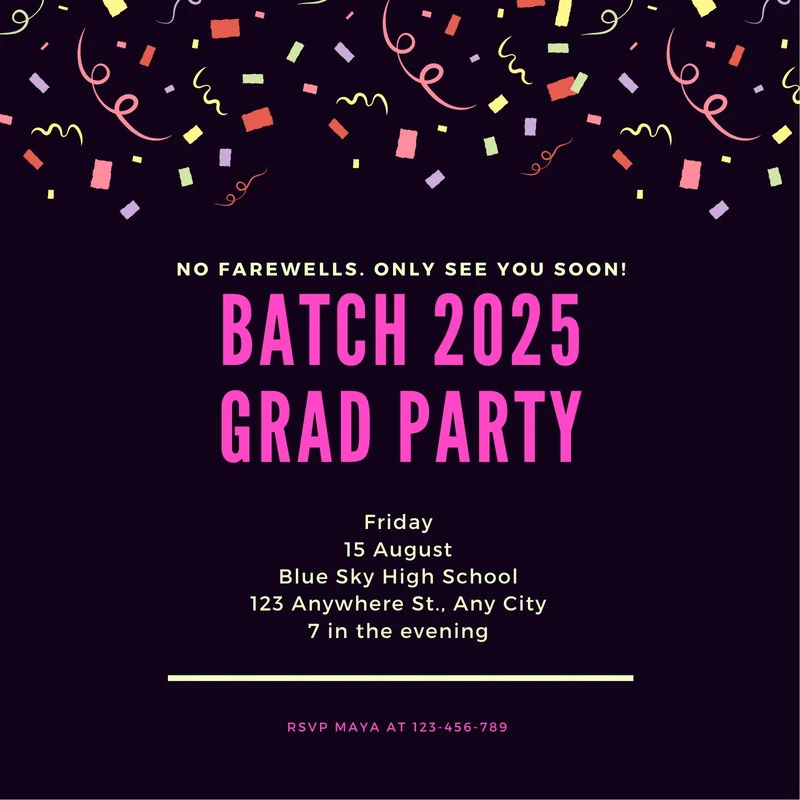 NO FAREWELLS. ONLY SEE YOU SOON!
BATCH 2025
GRAD PARTY
Friday
15 August
Blue Sky High School
123 Anywhere St., Any City
7 in the evening
RSVP MAYA AT 123-456-789